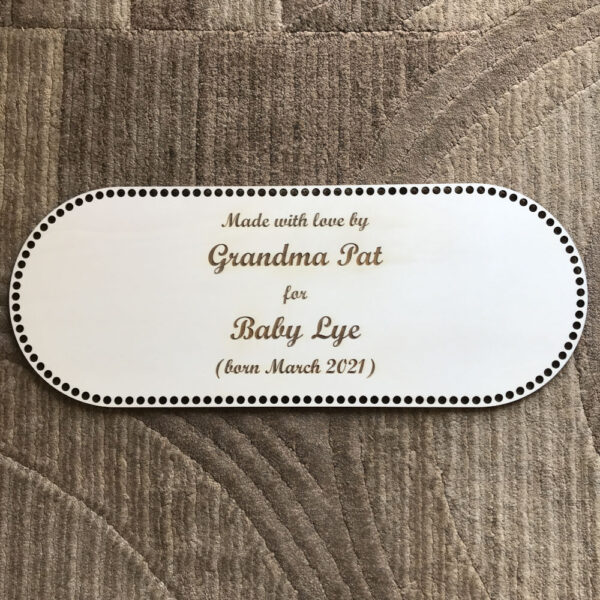 Made with love by
Grandma Pat
for
Baby Lye
(born March 2021)